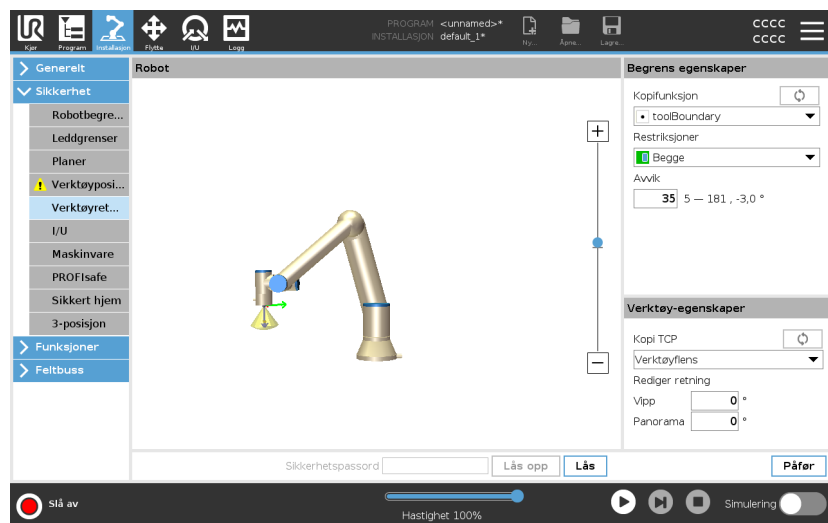 UR
Kjør
Program
Installasjon
Flytte
I/U
Logg
PROGRAM <unnamed>*
INSTALLASJON default_1*
Ny...
Åpne...
Lagre...
cccc
cccc
Generelt
Sikkerhet
Robotbegre...
Leddgrenser
Planer
Verktøyposi...
Verktøyret...
I/U
Maskinvare
PROFIsafe
Sikkert hjem
3-posisjon
Funksjoner
Feltbuss
Robot
Begrens egenskaper
Kopifunksjon
toolBoundary
Restriksjoner
Begge
Avvik
35 5 — 181 , -3,0 °
Verktøy-egenskaper
Kopi TCP
Verktøyflens
Rediger retning
Vipp 0 °
Panorama 0 °
Sikkerhetspassord Lås opp Lås
Påfør
Slå av
Hastighet 100%
Simulering